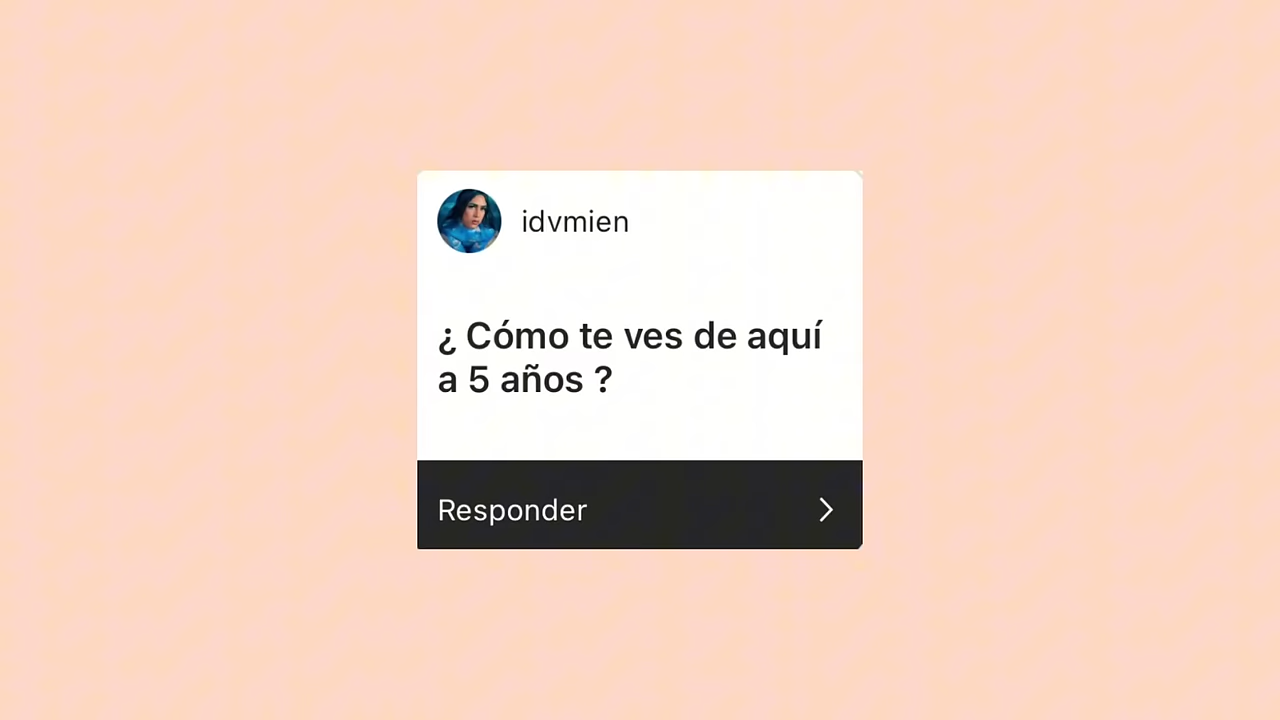 idvmien
¿ Cómo te ves de aquí
a 5 años ?
Responder